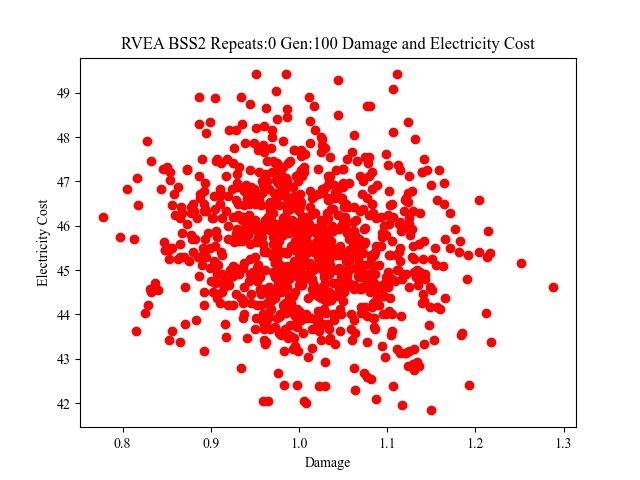 RVEA BSS2 Repeats:0 Gen:100 Damage and Electricity Cost
49
48
47
46
45
44
43
42
Electricity Cost
0.8 0.9 1.0 1.1 1.2 1.3
Damage